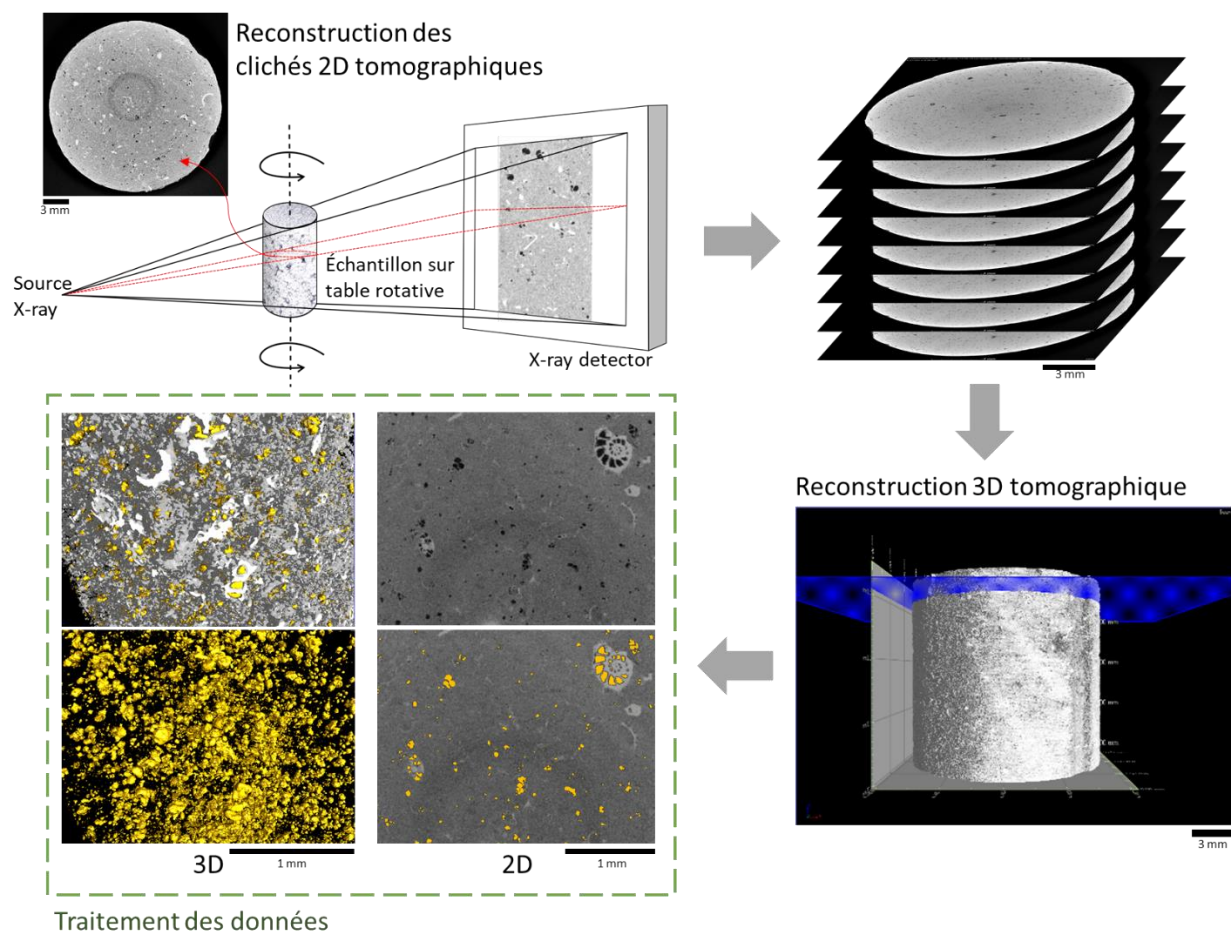 Reconstruction des
clichés 2D tomographiques
3 mm
Source
X-ray
Échantillon sur
table rotative
X-ray detector
3 mm
Reconstruction 3D tomographique
3 mm
3D
1 mm
2D
1 mm
Traitement des données